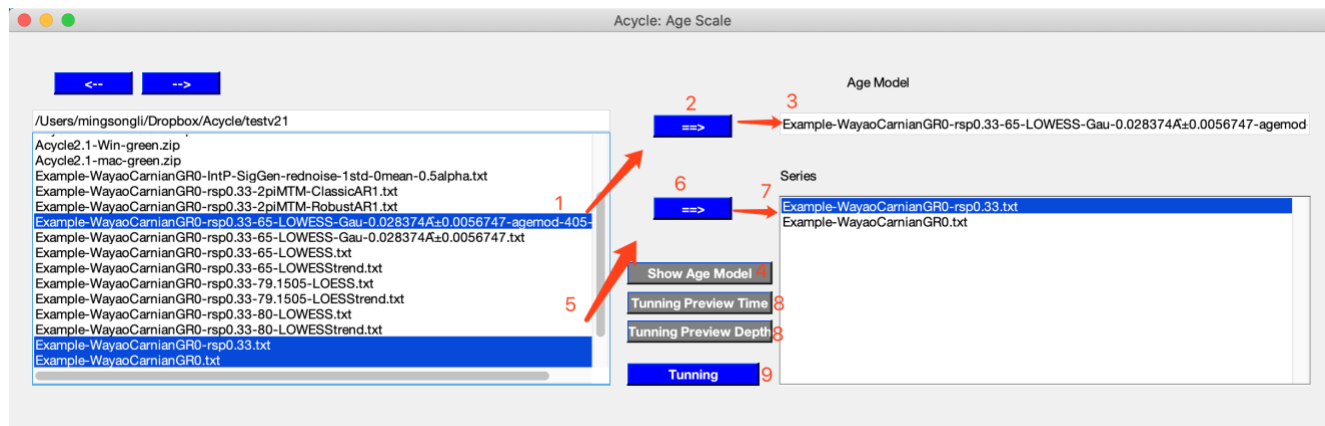 Acycle: Age Scale
<-- -->
Age Model
/Users/mingsongli/Dropbox/Acycle/testv21
2
==>
3
Example-WayaoCarnianGR0-rsp0.33-65-LOWESS-Gau-0.028374Ã±0.0056747-agemod
Acycle2.1-Win-green.zip
Acycle2.1-mac-green.zip
Example-WayaoCarnianGR0-IntP-SigGen-rednoise-1std-0mean-0.5alpha.txt
Example-WayaoCarnianGR0-rsp0.33-2piMTM-ClassicAR1.txt
Example-WayaoCarnianGR0-rsp0.33-2piMTM-RobustAR1.txt
1
Example-WayaoCarnianGR0-rsp0.33-65-LOWESS-Gau-0.028374Ã±0.0056747-agemod-405-
Example-WayaoCarnianGR0-rsp0.33-65-LOWESS-Gau-0.028374Ã±0.0056747.txt
Example-WayaoCarnianGR0-rsp0.33-65-LOWESS.txt
Example-WayaoCarnianGR0-rsp0.33-65-LOWESStrend.txt
Example-WayaoCarnianGR0-rsp0.33-79.1505-LOESS.txt
Example-WayaoCarnianGR0-rsp0.33-79.1505-LOESStrend.txt
5
Example-WayaoCarnianGR0-rsp0.33-80-LOWESS.txt
Example-WayaoCarnianGR0-rsp0.33-80-LOWESStrend.txt
Example-WayaoCarnianGR0-rsp0.33.txt
Example-WayaoCarnianGR0.txt
6
==>
Series
7
Example-WayaoCarnianGR0-rsp0.33.txt
Example-WayaoCarnianGR0.txt
Show Age Model 4
Tunning Preview Time 8
Tunning Preview Depth 8
Tunning 9